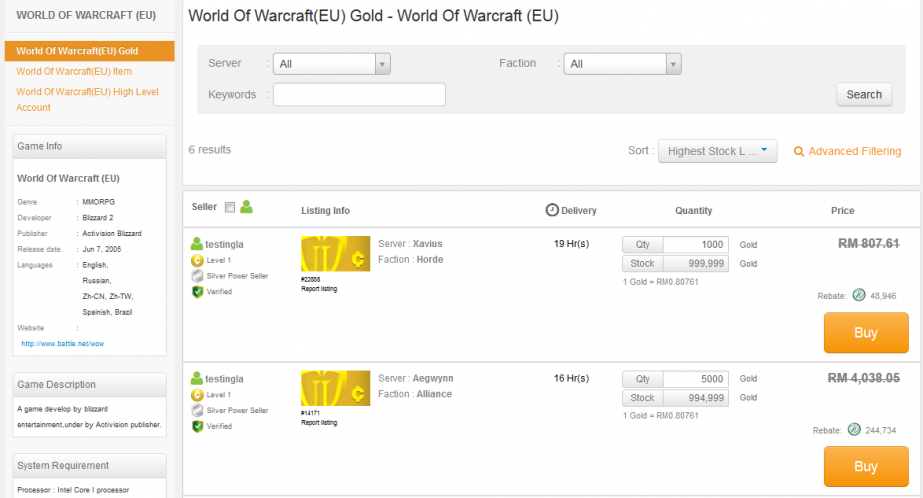 WORLD OF WARCRAFT (EU)
World Of Warcraft(EU) Gold
World Of Warcraft(EU) Item
World Of Warcraft(EU) High Level
Account
Game Info
World Of Warcraft (EU)
Genre : MMORPG
Developer : Blizzard 2
Publisher : Activision Blizzard
Release date : Jun 7, 2005
Languages : English,
Russian,
Zh-CN, Zh-TW,
Spainish, Brazil
Website :
http://www.battle.net/wow
Game Description
A game develop by blizzard
entertainment,under by Activision publisher.
System Requirement
Processor : Intel Core I processor
World Of Warcraft(EU) Gold - World Of Warcraft (EU)
Server : All Faction : All
Keywords :
Search
6 results Sort : Highest Stock L ... Advanced Filtering
Seller Listing Info Delivery Quantity Price
testingla
Level 1
Silver Power Seller
Verified
#22888
Report listing
Server : Xavius
Faction : Horde
19 Hr(s)
Qty 1000 Gold
Stock 999,999 Gold
1 Gold = RM0.80761
RM 807.61
Rebate: 48,946
Buy
testingla
Level 1
Silver Power Seller
Verified
#14171
Report listing
Server : Aegwynn
Faction : Alliance
16 Hr(s)
Qty 5000 Gold
Stock 994,999 Gold
1 Gold = RM0.80761
RM 4,038.05
Rebate: 244,734
Buy